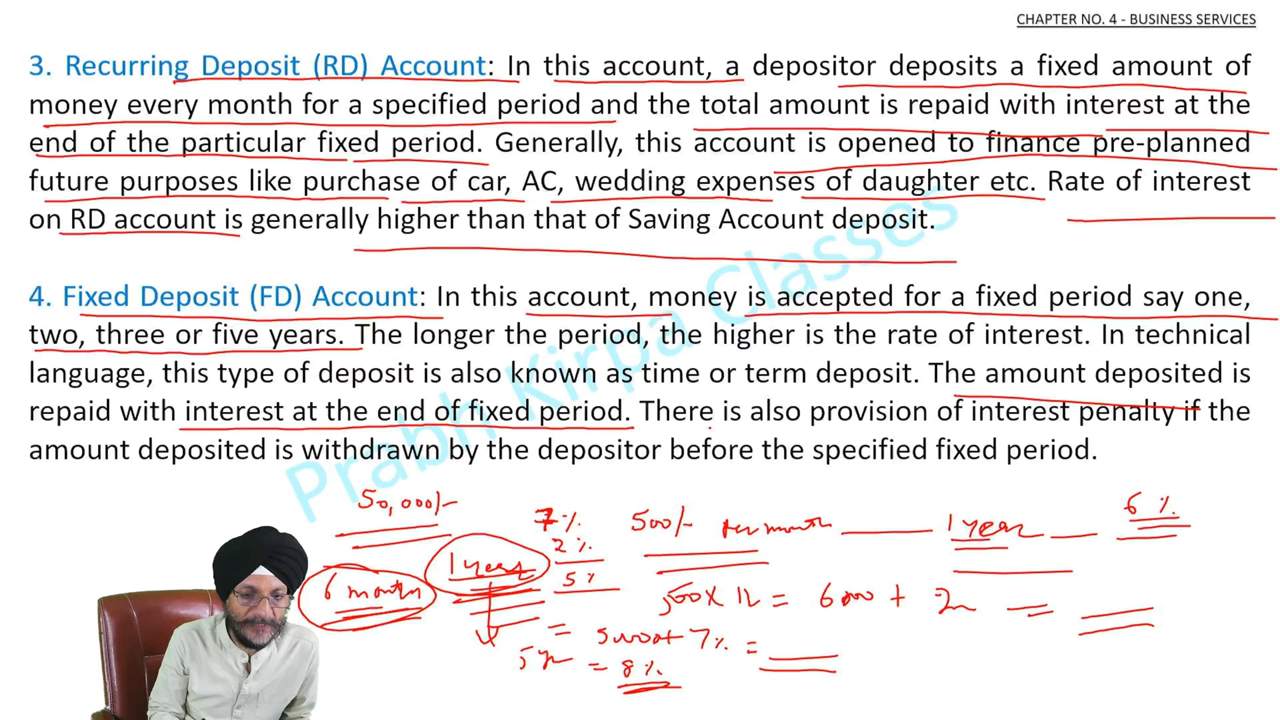 CHAPTER NO. 4 - BUSINESS SERVICES
3. Recurring Deposit (RD) Account: In this account, a depositor deposits a fixed amount of
money every month for a specified period and the total amount is repaid with interest at the
end of the particular fixed period. Generally, this account is opened to finance pre-planned
future purposes like purchase of car, AC, wedding expenses of daughter etc. Rate of interest
on RD account is generally higher than that of Saving Account deposit.
4. Fixed Deposit (FD) Account: In this account, money is accepted for a fixed period say one,
two, three or five years. The longer the period, the higher is the rate of interest. In technical
language, this type of deposit is also known as time or term deposit. The amount deposited is
repaid with interest at the end of fixed period. There is also provision of interest penalty if the
amount deposited is withdrawn by the depositor before the specified fixed period.
Prabh Kirpa Classes
50,000/-
7%
500/- per month 1 year 6%
2%
1 year
5%
6 month
500 X 12 = 6000 +
7% =
= 8%